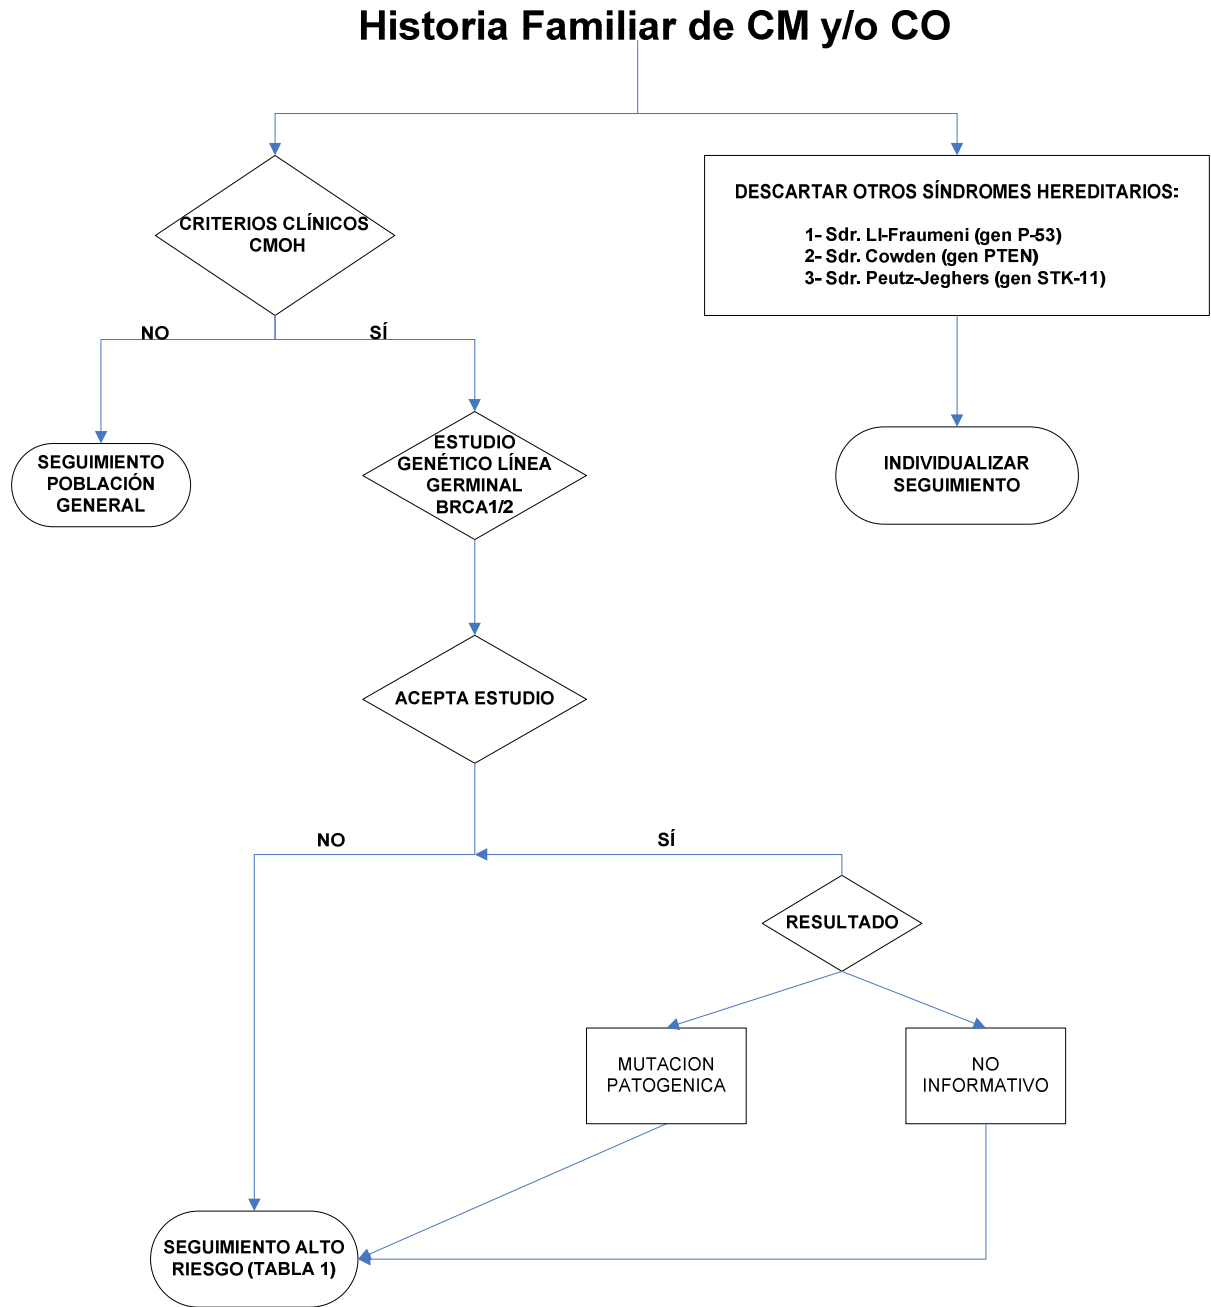 Historia Familiar de CM y/o CO
CRITERIOS CLÍNICOS
CMOH
DESCARTAR OTROS SÍNDROMES HEREDITARIOS:
1- Sdr. LI-Fraumeni (gen P-53)
2- Sdr. Cowden (gen PTEN)
3- Sdr. Peutz-Jeghers (gen STK-11)
NO
SÍ
SEGUIMIENTO
POBLACIÓN
GENERAL
ESTUDIO
GENÉTICO LÍNEA
GERMINAL
BRCA1/2
INDIVIDUALIZAR
SEGUIMIENTO
ACEPTA ESTUDIO
NO
SÍ
RESULTADO
MUTACION
PATOGENICA
NO
INFORMATIVO
SEGUIMIENTO ALTO
RIESGO (TABLA 1)